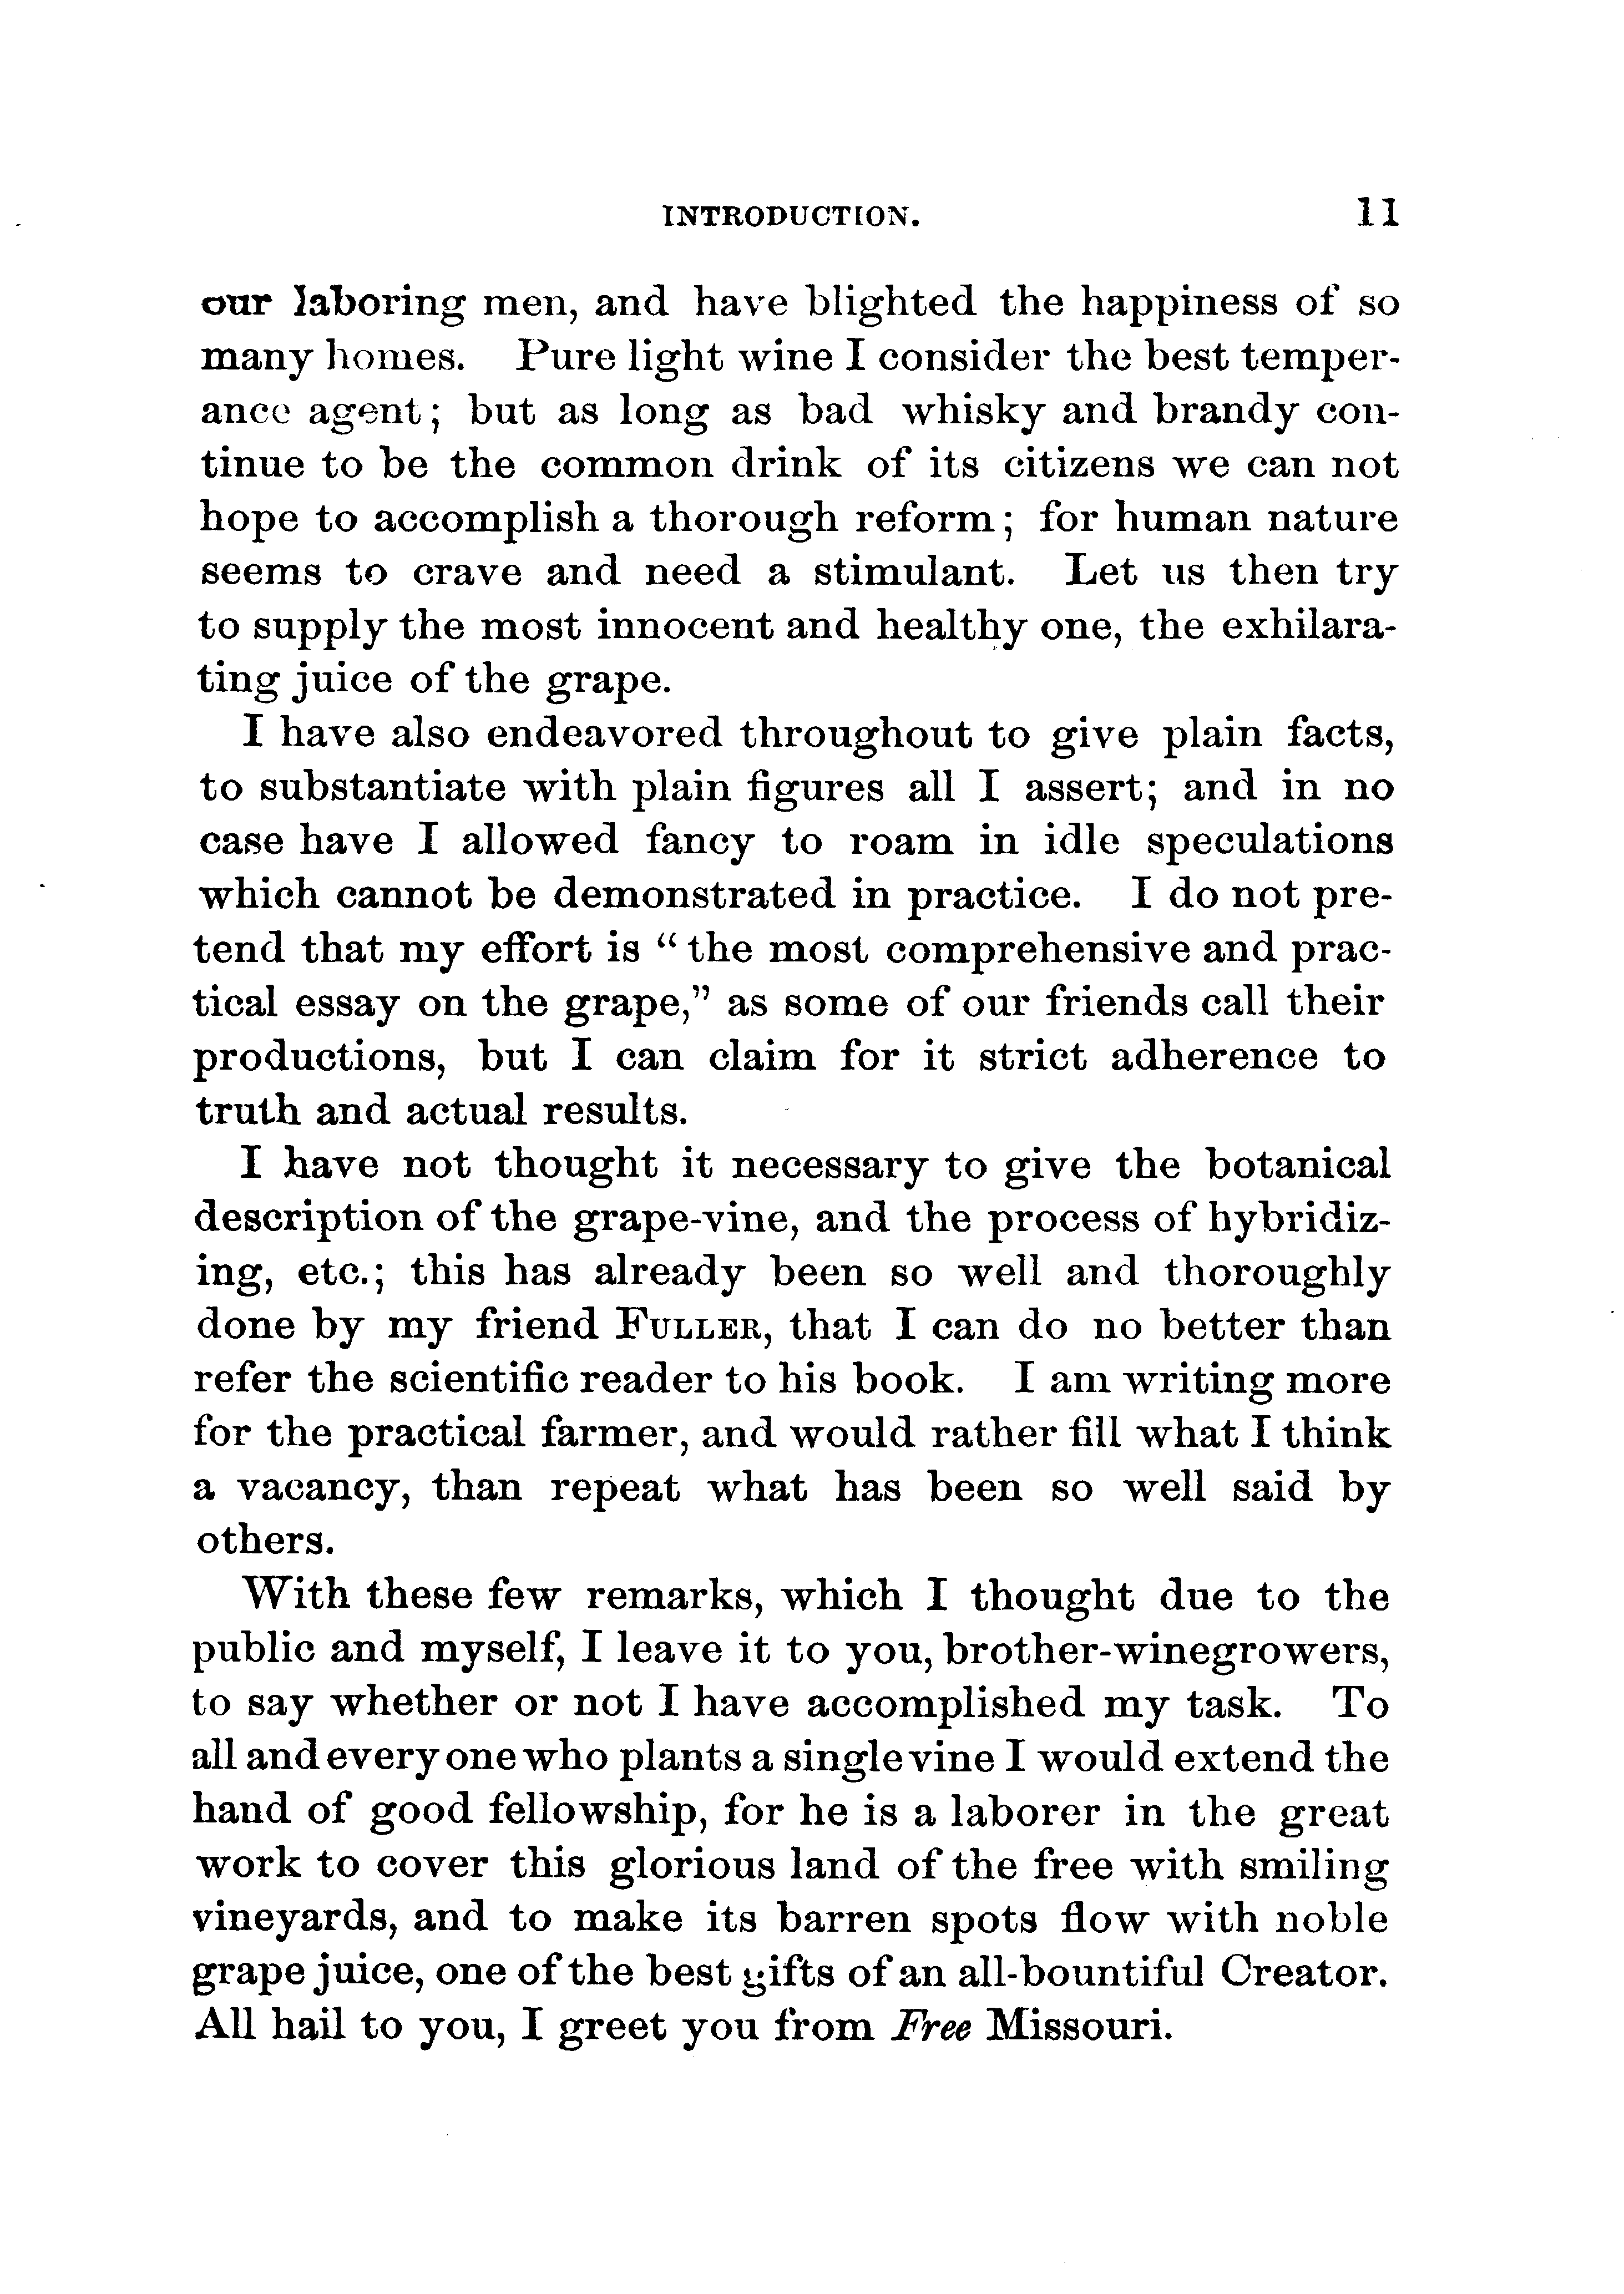 INTRODUCTION. 11
our laboring men, and have blighted the happiness of so
many homes. Pure light wine I consider the best temper-
ance agent; but as long as bad whisky and brandy con-
tinue to be the common drink of its citizens we can not
hope to accomplish a thorough reform; for human nature
seems to crave and need a stimulant. Let us then try
to supply the most innocent and healthy one, the exhilara-
ting juice of the grape.
I have also endeavored throughout to give plain facts,
to substantiate with plain figures all I assert; and in no
case have I allowed fancy to roam in idle speculations
which cannot be demonstrated in practice. I do not pre-
tend that my effort is “the most comprehensive and prac-
tical essay on the grape,” as some of our friends call their
productions, but I can claim for it strict adherence to
truth and actual results.
I have not thought it necessary to give the botanical
description of the grape-vine, and the process of hybridiz-
ing, etc.; this has already been so well and thoroughly
done by my friend FULLER, that I can do no better than
refer the scientific reader to his book. I am writing more
for the practical farmer, and would rather fill what I think
a vacancy, than repeat what has been so well said by
others.
With these few remarks, which I thought due to the
public and myself, I leave it to you, brother-winegrowers,
to say whether or not I have accomplished my task. To
all and every one who plants a single vine I would extend the
hand of good fellowship, for he is a laborer in the great
work to cover this glorious land of the free with smiling
vineyards, and to make its barren spots flow with noble
grape juice, one of the best gifts of an all-bountiful Creator.
All hail to you, I greet you from Free Missouri.